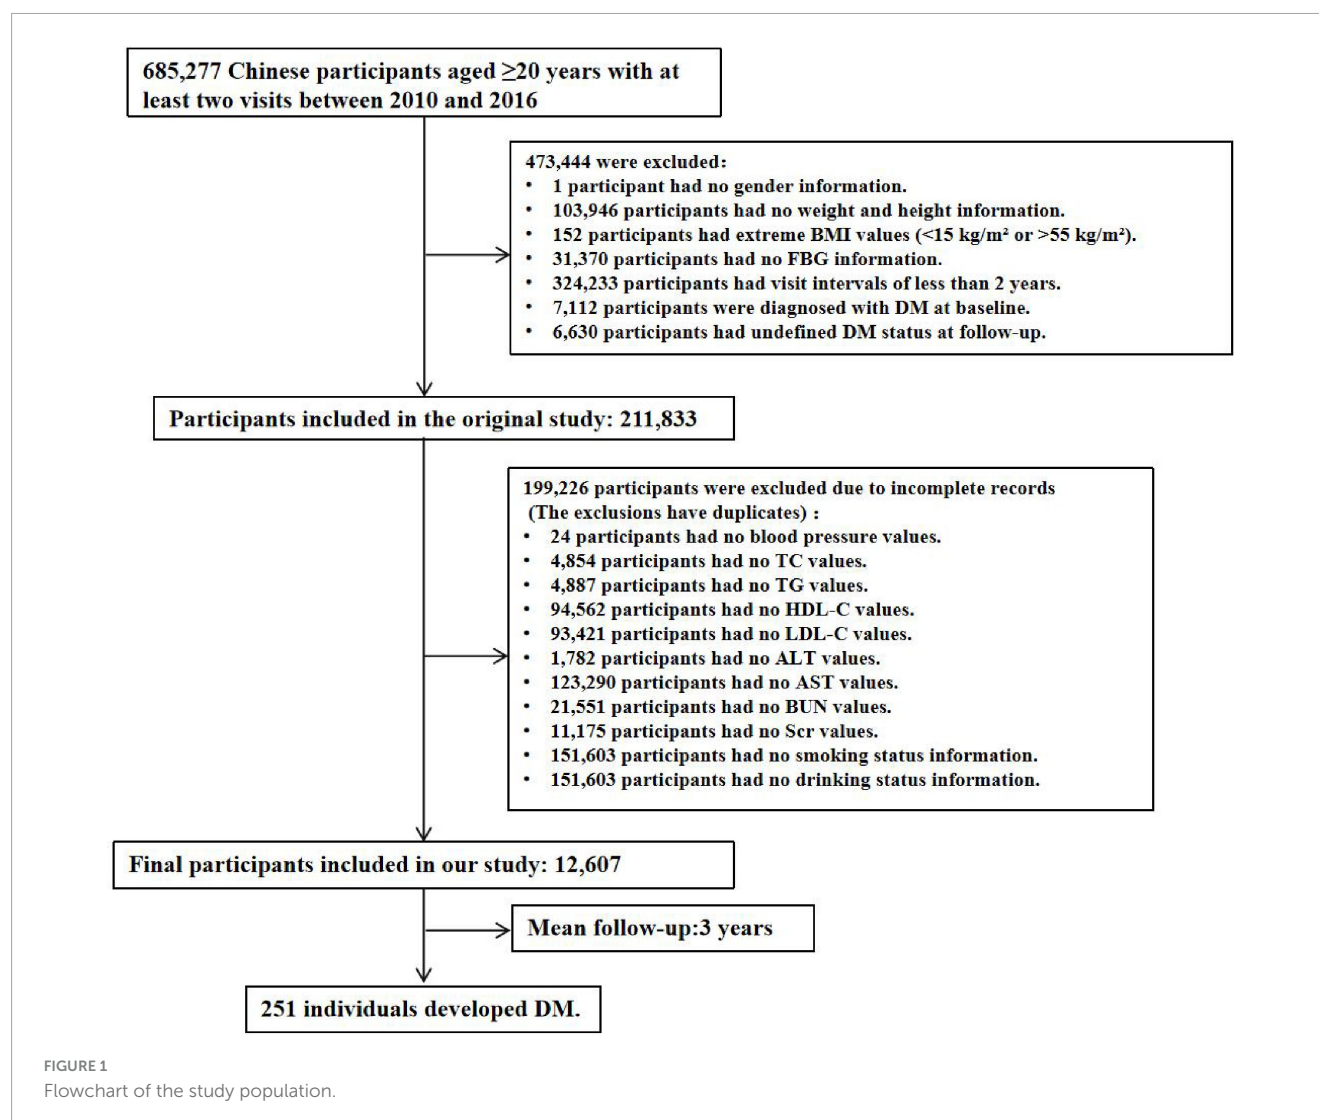 685,277 Chinese participants aged ≥20 years with at
least two visits between 2010 and 2016
473,444 were excluded:
• 1 participant had no gender information.
• 103,946 participants had no weight and height information.
• 152 participants had extreme BMI values (<15 kg/m² or >55 kg/m²).
• 31,370 participants had no FBG information.
• 324,233 participants had visit intervals of less than 2 years.
• 7,112 participants were diagnosed with DM at baseline.
• 6,630 participants had undefined DM status at follow-up.
Participants included in the original study: 211,833
199,226 participants were excluded due to incomplete records
(The exclusions have duplicates) :
• 24 participants had no blood pressure values.
• 4,854 participants had no TC values.
• 4,887 participants had no TG values.
• 94,562 participants had no HDL-C values.
• 93,421 participants had no LDL-C values.
• 1,782 participants had no ALT values.
• 123,290 participants had no AST values.
• 21,551 participants had no BUN values.
• 11,175 participants had no Scr values.
• 151,603 participants had no smoking status information.
• 151,603 participants had no drinking status information.
Final participants included in our study: 12,607
Mean follow-up:3 years
251 individuals developed DM.
FIGURE 1
Flowchart of the study population.